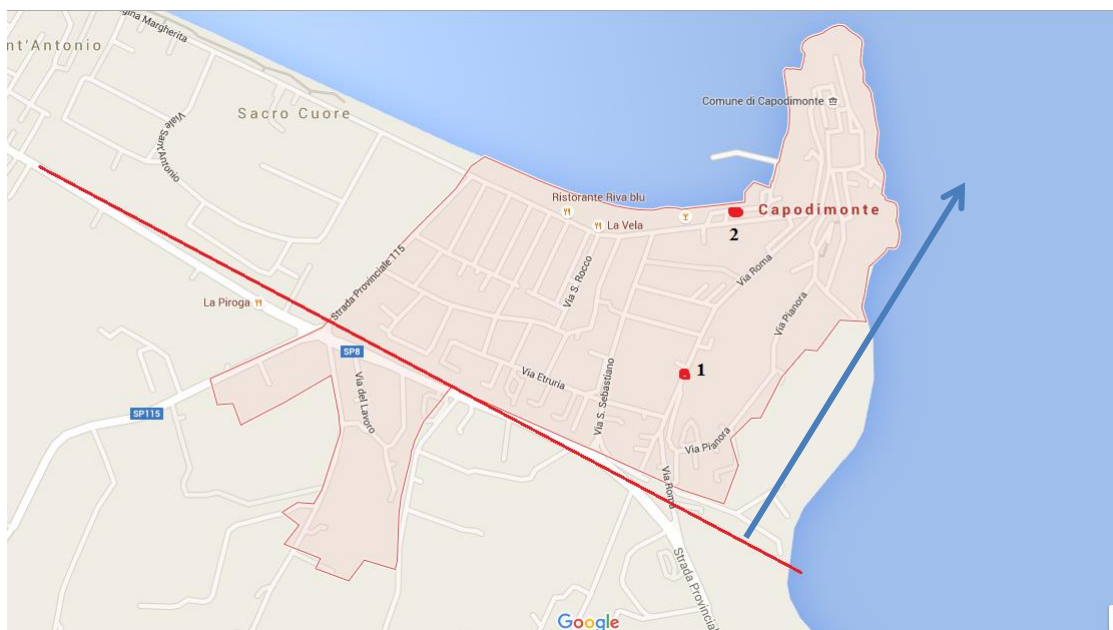 gina Margherita
nt'Antonio
Sacro Cuore
Viale Sant'Antonio
Comune di Capodimonte
Ristorante Riva blu
La Vela
Capodimonte
2
Via Roma
Via S. Rocco
Via Pianora
Strada Provinciale 115
La Piroga
SP8
1
Via Etruria
Via del Lavoro
Via S. Sebastiano
SP115
Via Pianora
Via Roma
Strada Provincial
Google